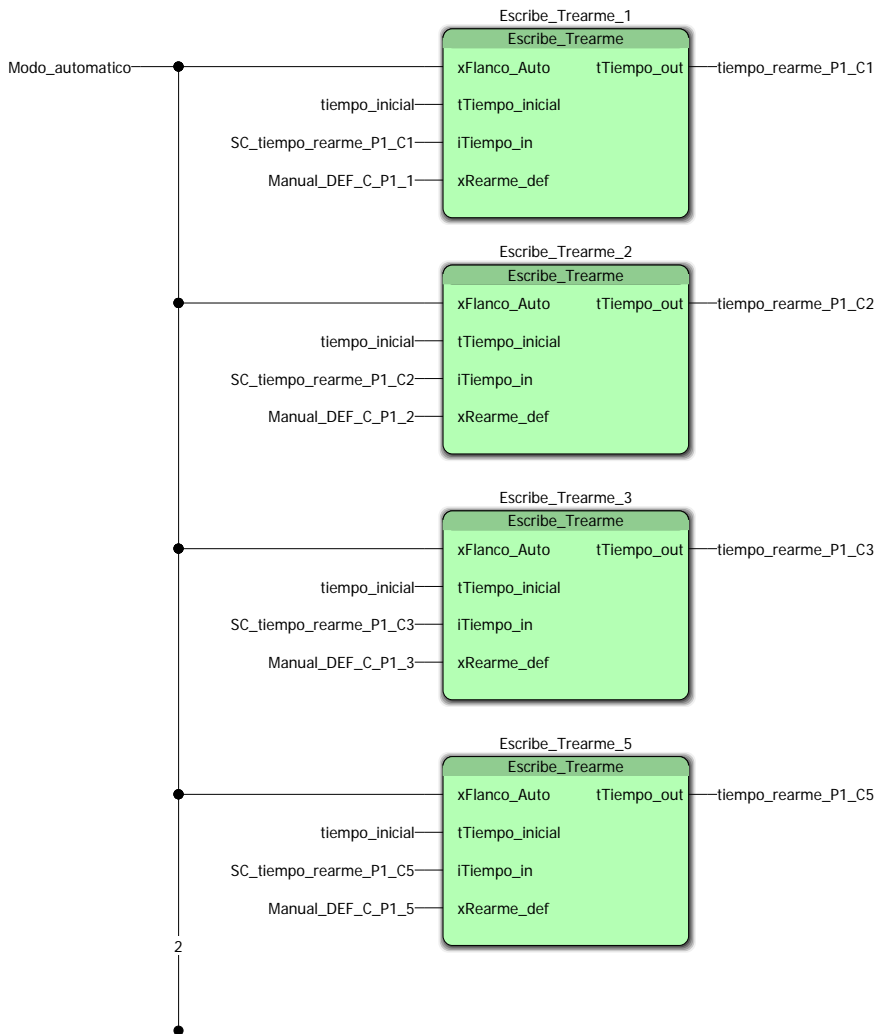 Escribe_Trearme_1
Escribe_Trearme
Modo_automatico xFlanco_Auto tTiempo_out tiempo_rearme_P1_C1
tiempo_inicial tTiempo_inicial
SC_tiempo_rearme_P1_C1 iTiempo_in
Manual_DEF_C_P1_1 xRearme_def
Escribe_Trearme_2
Escribe_Trearme
xFlanco_Auto tTiempo_out tiempo_rearme_P1_C2
tiempo_inicial tTiempo_inicial
SC_tiempo_rearme_P1_C2 iTiempo_in
Manual_DEF_C_P1_2 xRearme_def
Escribe_Trearme_3
Escribe_Trearme
xFlanco_Auto tTiempo_out tiempo_rearme_P1_C3
tiempo_inicial tTiempo_inicial
SC_tiempo_rearme_P1_C3 iTiempo_in
Manual_DEF_C_P1_3 xRearme_def
Escribe_Trearme_5
Escribe_Trearme
xFlanco_Auto tTiempo_out tiempo_rearme_P1_C5
tiempo_inicial tTiempo_inicial
SC_tiempo_rearme_P1_C5 iTiempo_in
Manual_DEF_C_P1_5 xRearme_def
2